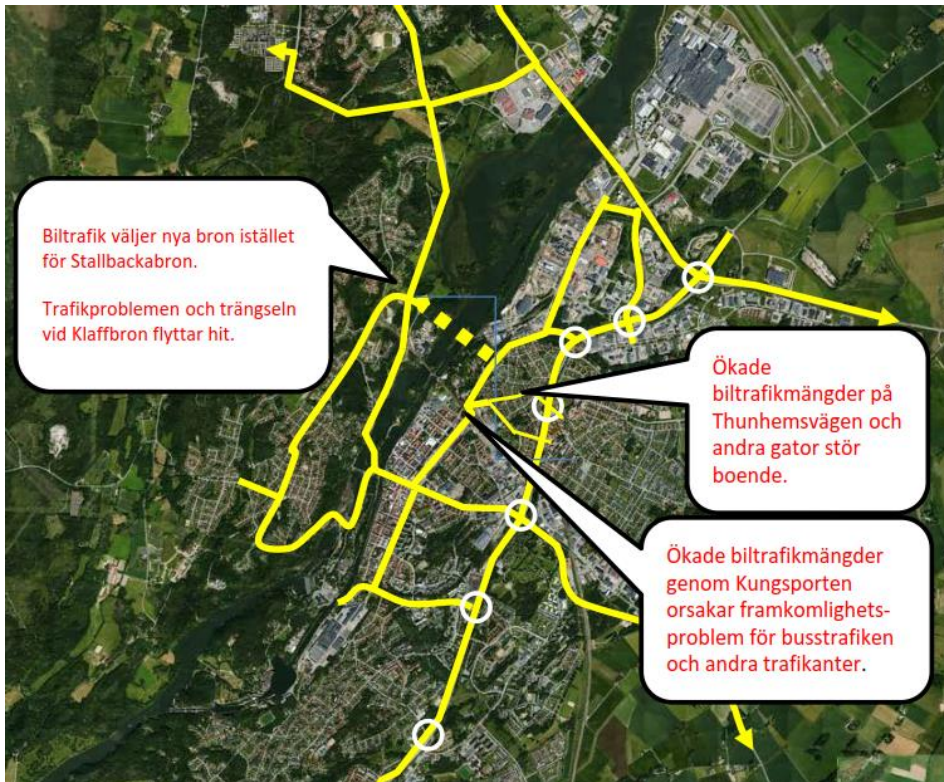 Biltrafik väljer nya bron istället
för Stallbackabron.
Trafikproblemen och trängseln
vid Klaffbron flyttar hit.
Ökade
biltrafikmängder på
Thunhemsvägen och
andra gator stör
boende.
Ökade biltrafikmängder
genom Kungsporten
orsakar framkomlighets-
problem för busstrafiken
och andra trafikanter.